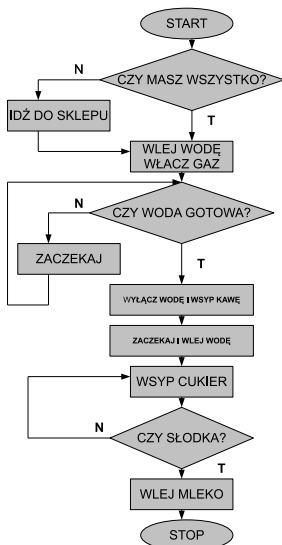 START
CZY MASZ WSZYSTKO?
N
IDŹ DO SKLEPU
T
WLEJ WODĘ
WŁACZ GAZ
CZY WODA GOTOWA?
N
ZACZEKAJ
T
WYŁĄCZ WODĘ I WSYP KAWĘ
ZACZEKAJ I WLEJ WODĘ
WSYP CUKIER
N
CZY SŁODKA?
T
WLEJ MLEKO
STOP